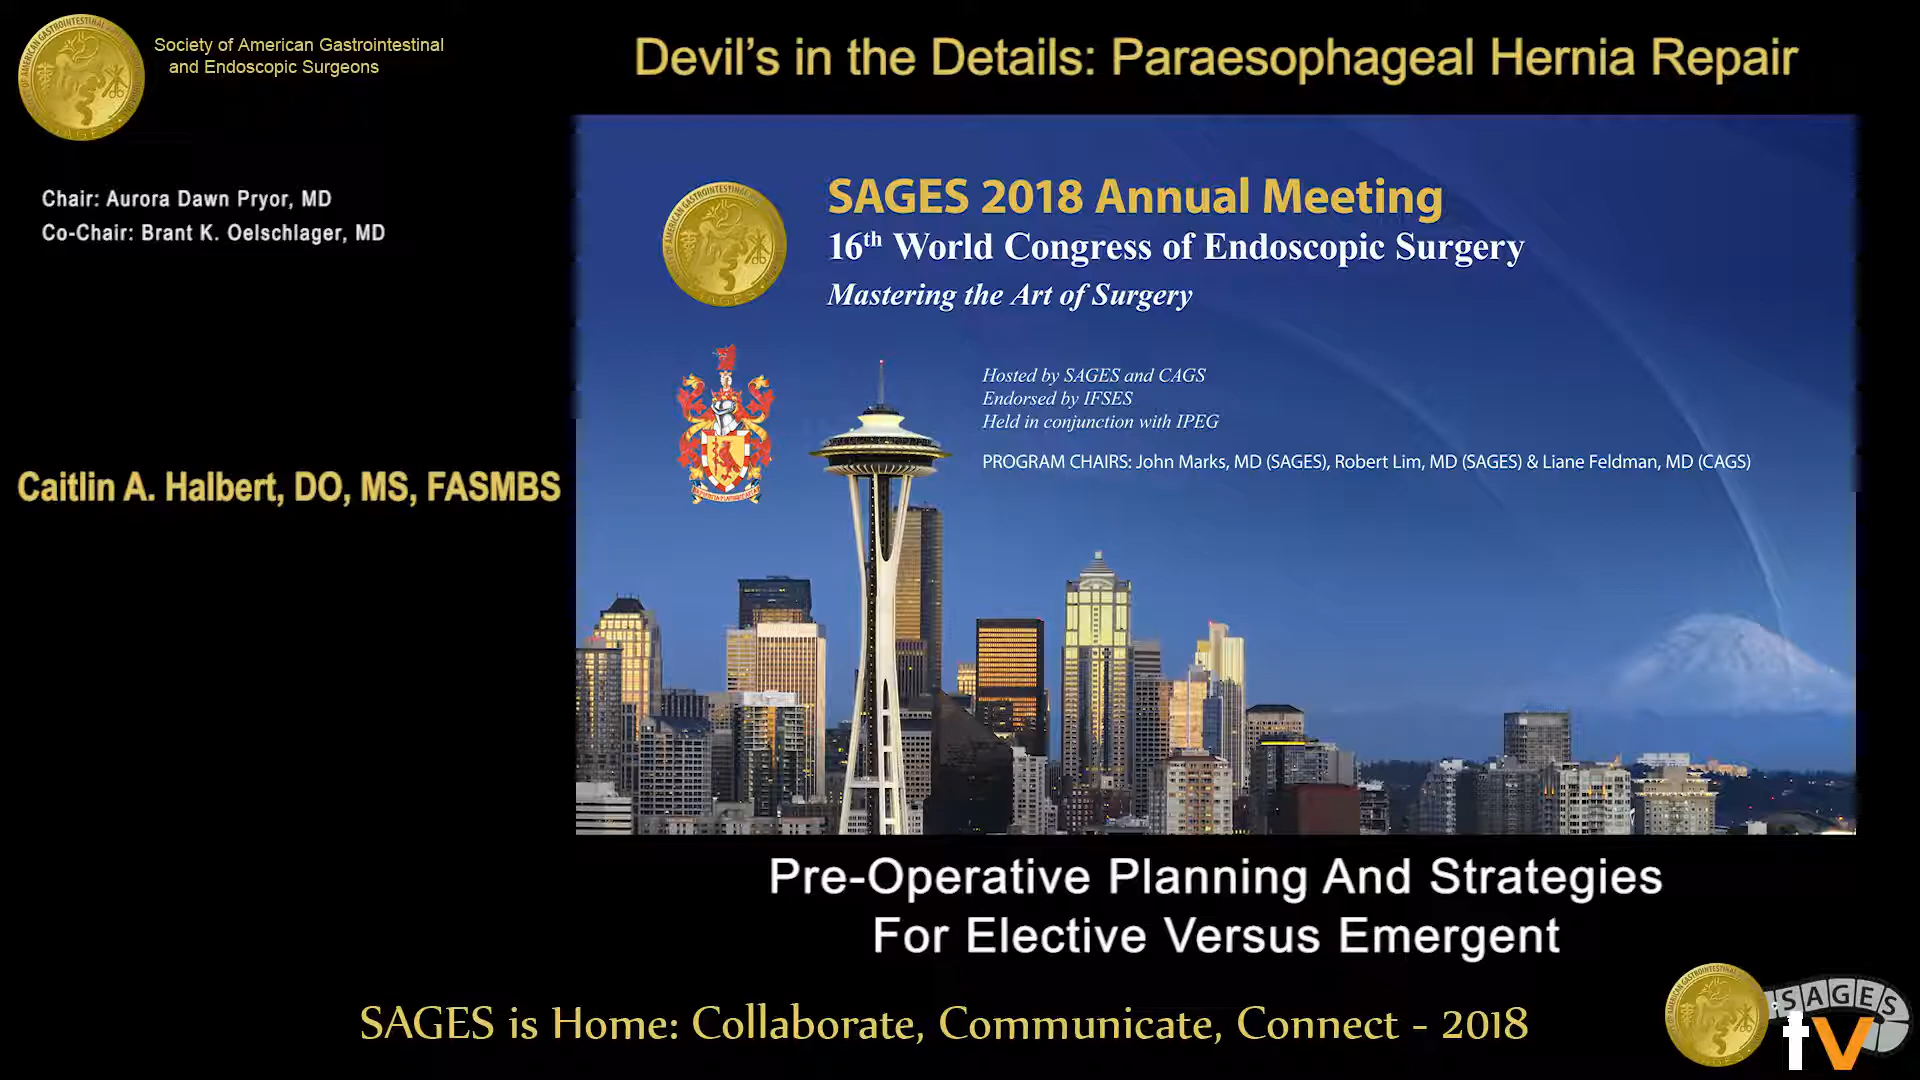 Society of American Gastrointestinal
and Endoscopic Surgeons
Devil's in the Details: Paraesophageal Hernia Repair
Chair: Aurora Dawn Pryor, MD
Co-Chair: Brant K. Oelschlager, MD
Caitlin A. Halbert, DO, MS, FASMBS
SAGES 2018 Annual Meeting
16th World Congress of Endoscopic Surgery
Mastering the Art of Surgery
Hosted by SAGES and CAGS
Endorsed by IFSES
Held in conjunction with IPEG
PROGRAM CHAIRS: John Marks, MD (SAGES), Robert Lim, MD (SAGES) & Liane Feldman, MD (CAGS)
Pre-Operative Planning And Strategies
For Elective Versus Emergent
SAGES is Home: Collaborate, Communicate, Connect - 2018
SAGES
tv